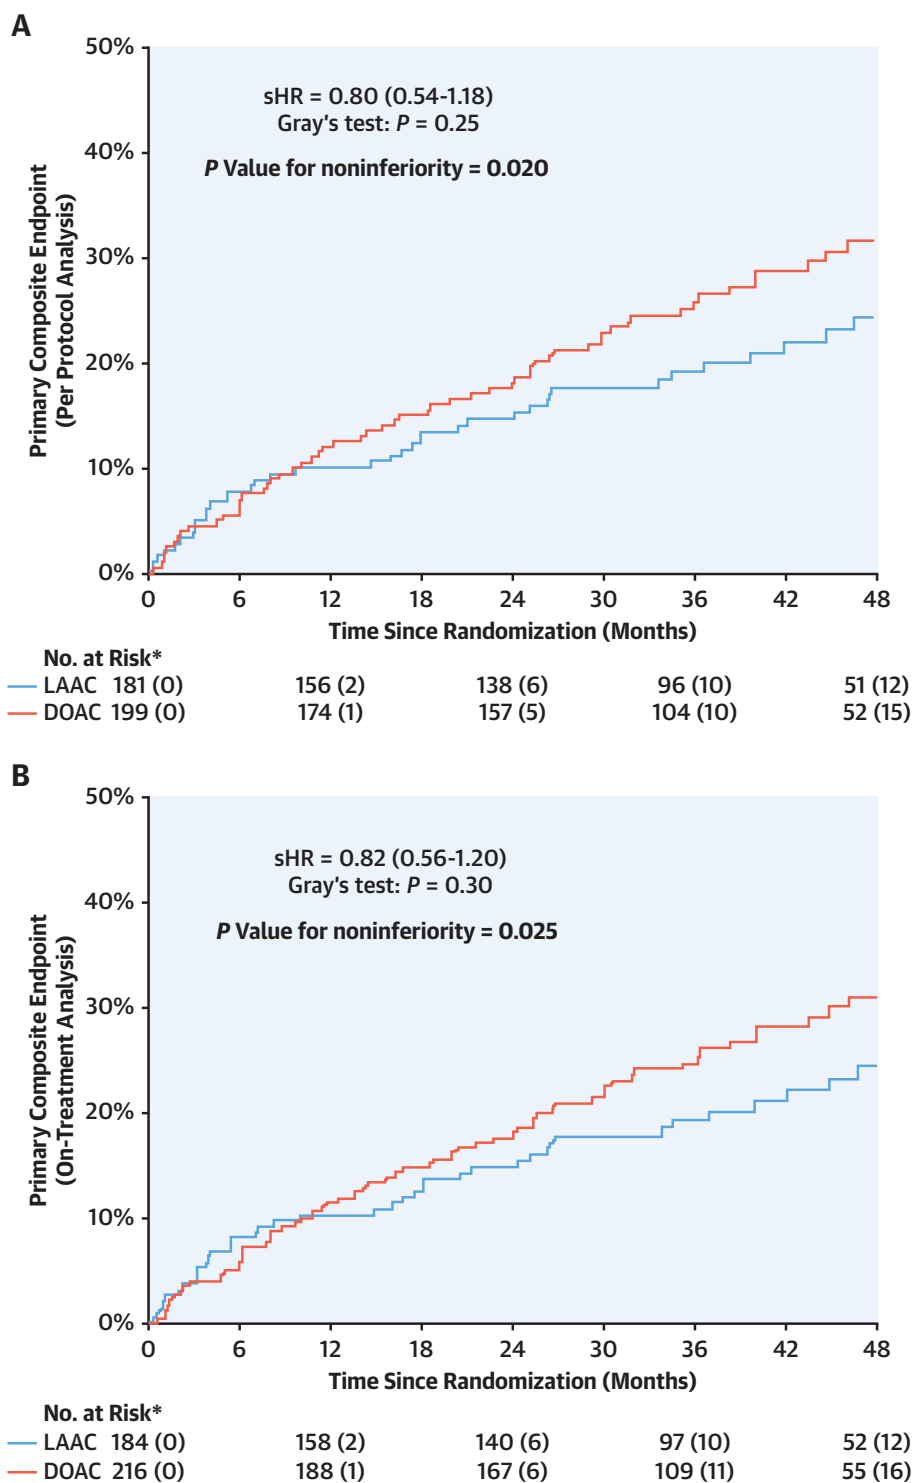 A
50%
40%
30%
20%
10%
0%
Primary Composite Endpoint
(Per Protocol Analysis)
sHR = 0.80 (0.54-1.18)
Gray's test: P = 0.25
P Value for noninferiority = 0.020
0 6 12 18 24 30 36 42 48
Time Since Randomization (Months)
No. at Risk*
LAAC 181 (0) 156 (2) 138 (6) 96 (10) 51 (12)
DOAC 199 (0) 174 (1) 157 (5) 104 (10) 52 (15)
B
50%
40%
30%
20%
10%
0%
Primary Composite Endpoint
(On-Treatment Analysis)
sHR = 0.82 (0.56-1.20)
Gray's test: P = 0.30
P Value for noninferiority = 0.025
0 6 12 18 24 30 36 42 48
Time Since Randomization (Months)
No. at Risk*
LAAC 184 (0) 158 (2) 140 (6) 97 (10) 52 (12)
DOAC 216 (0) 188 (1) 167 (6) 109 (11) 55 (16)